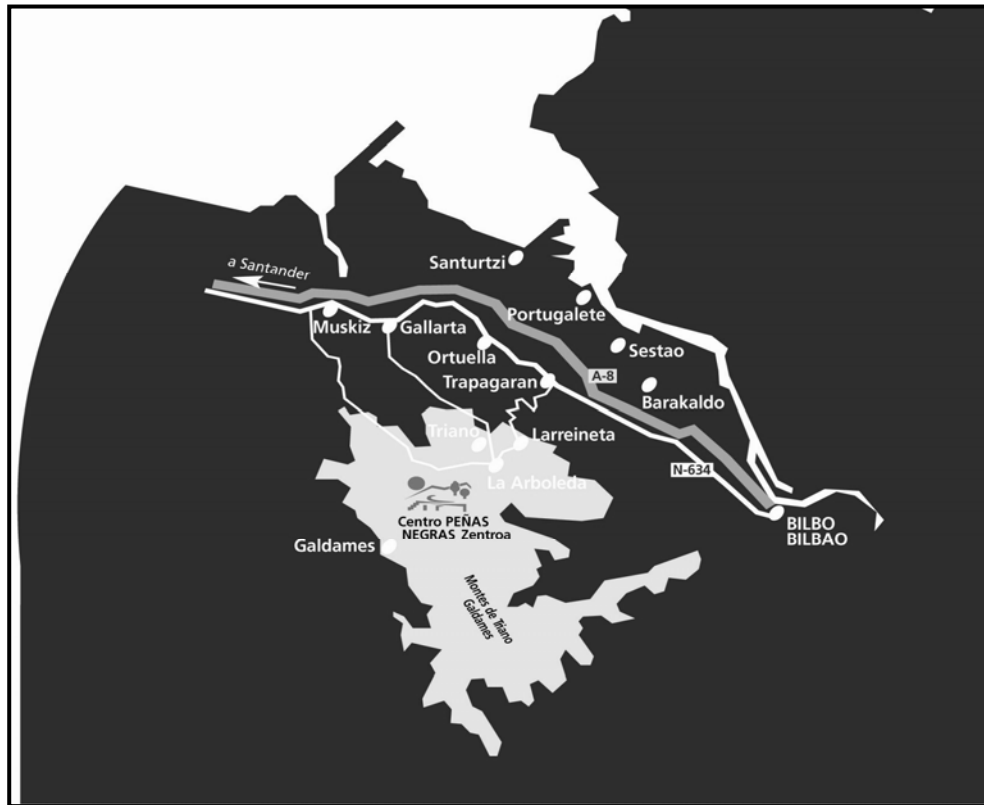 a Santander
Santurtzi
Portugalete
Muskiz
Gallarta
Ortuella
Sestao
Trapagaran
A-8
Barakaldo
Triano
Larreineta
N-634
La Arboleda
Centro PEÑAS
NEGRAS Zentroa
BILBO
BILBAO
Galdames
Montes de Triano
Galdames